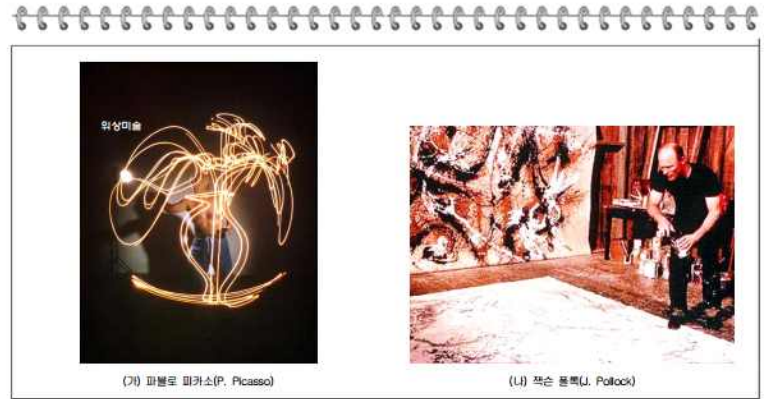 위상미술
(가) 파블로 피카소(P. Picasso)
(나) 잭슨 폴록(J. Pollock)